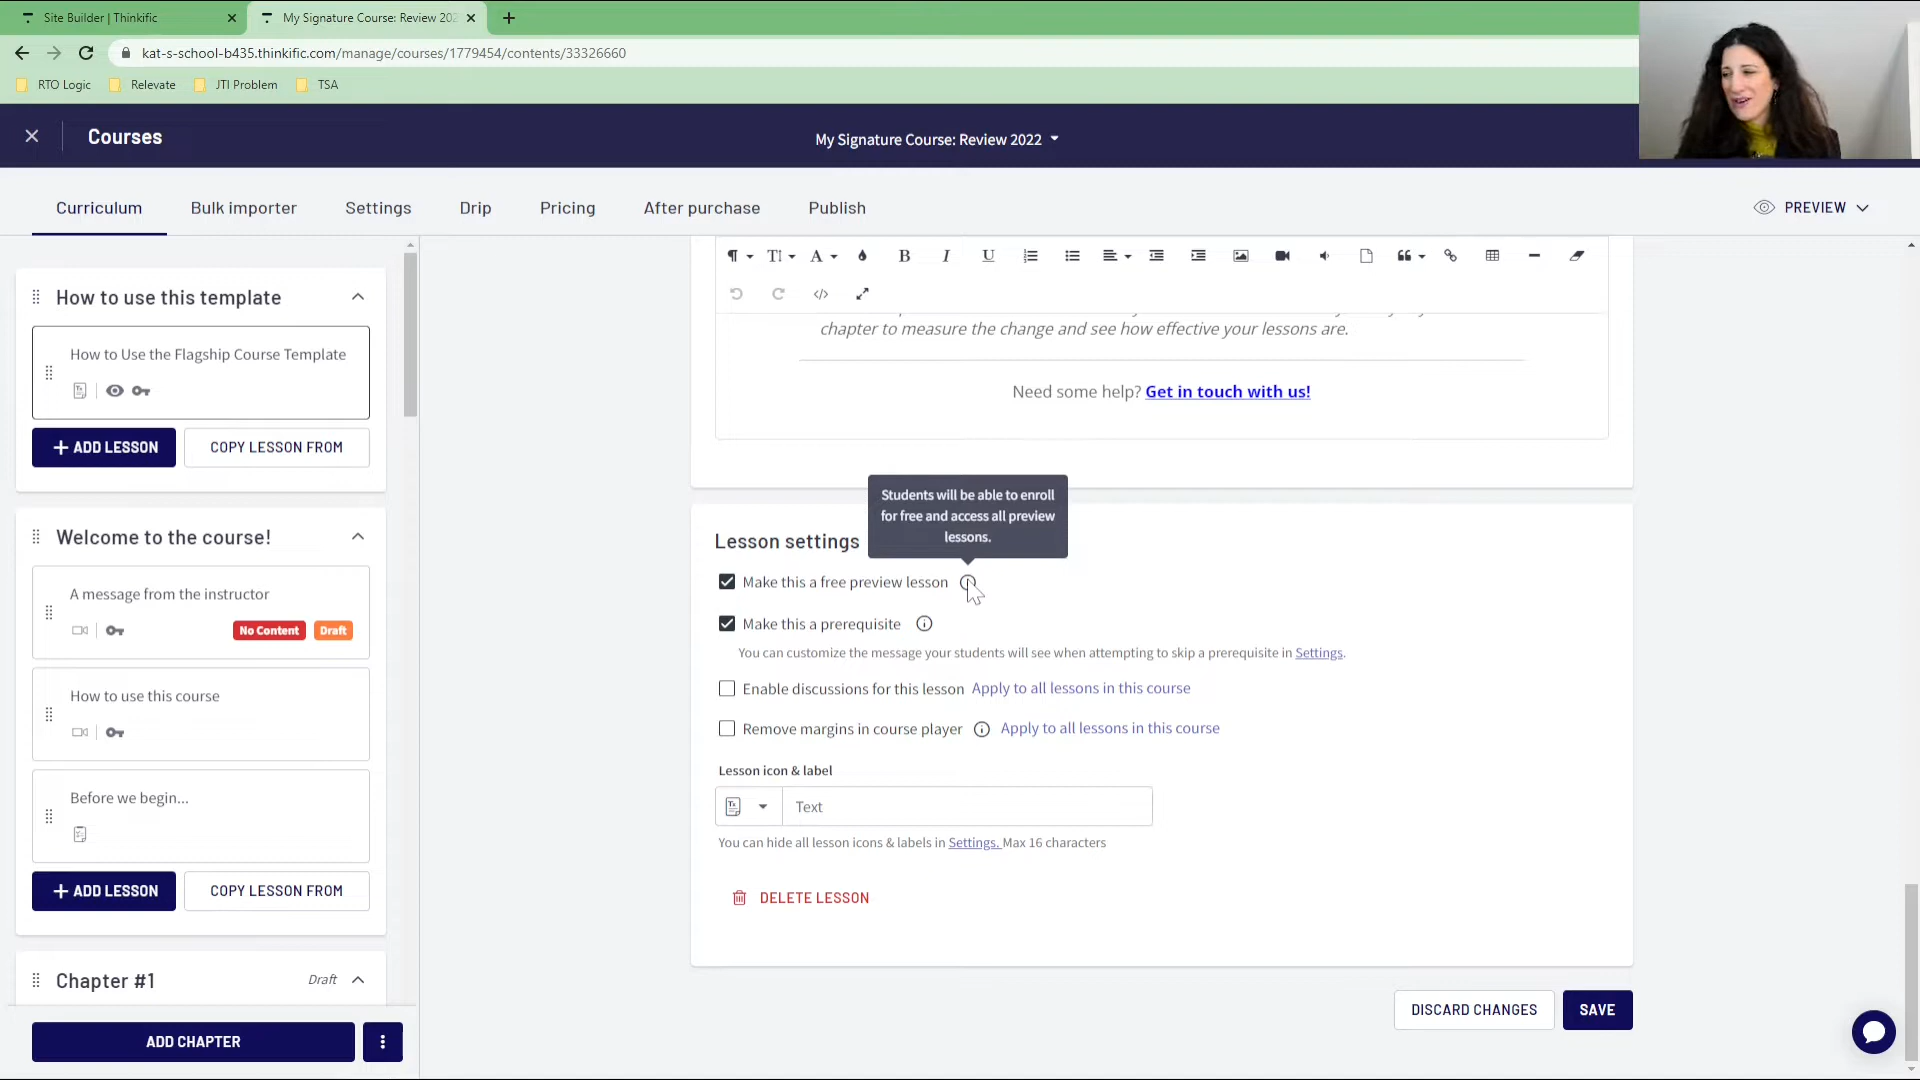 Site Builder | Thinkific
My Signature Course: Review 202
kat-s-school-b435.thinkific.com/manage/courses/1779454/contents/33326660
RTO Logic
Relevate
JTI Problem
TSA
Courses
My Signature Course: Review 2022
Curriculum
Bulk importer
Settings
Drip
Pricing
After purchase
Publish
PREVIEW
How to use this template
How to Use the Flagship Course Template
+ ADD LESSON
COPY LESSON FROM
Welcome to the course!
A message from the instructor
No Content
Draft
How to use this course
Before we begin...
+ ADD LESSON
COPY LESSON FROM
Chapter #1
Draft
ADD CHAPTER
chapter to measure the change and see how effective your lessons are.
Need some help? Get in touch with us!
Students will be able to enroll
for free and access all preview
lessons.
Lesson settings
Make this a free preview lesson
Make this a prerequisite
You can customize the message your students will see when attempting to skip a prerequisite in Settings.
Enable discussions for this lesson Apply to all lessons in this course
Remove margins in course player Apply to all lessons in this course
Lesson icon & label
Text
You can hide all lesson icons & labels in Settings. Max 16 characters
DELETE LESSON
DISCARD CHANGES
SAVE